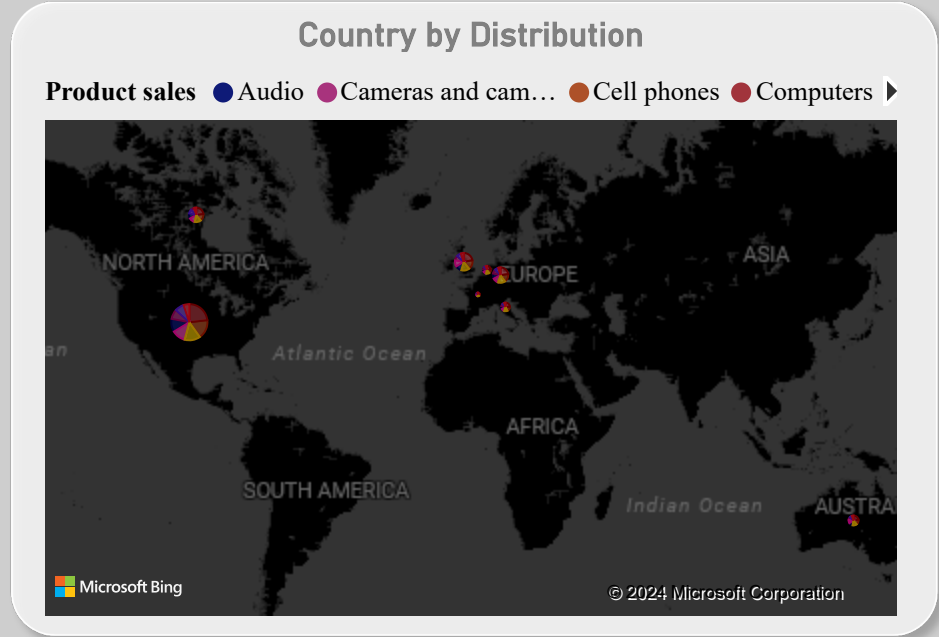 Country by Distribution
Product sales Audio Cameras and cam... Cell phones Computers
NORTH AMERICA
EUROPE
ASIA
an
Atlantic Ocean
AFRICA
SOUTH AMERICA
Indian Ocean
AUSTRA
Microsoft Bing
© 2024 Microsoft Corporation